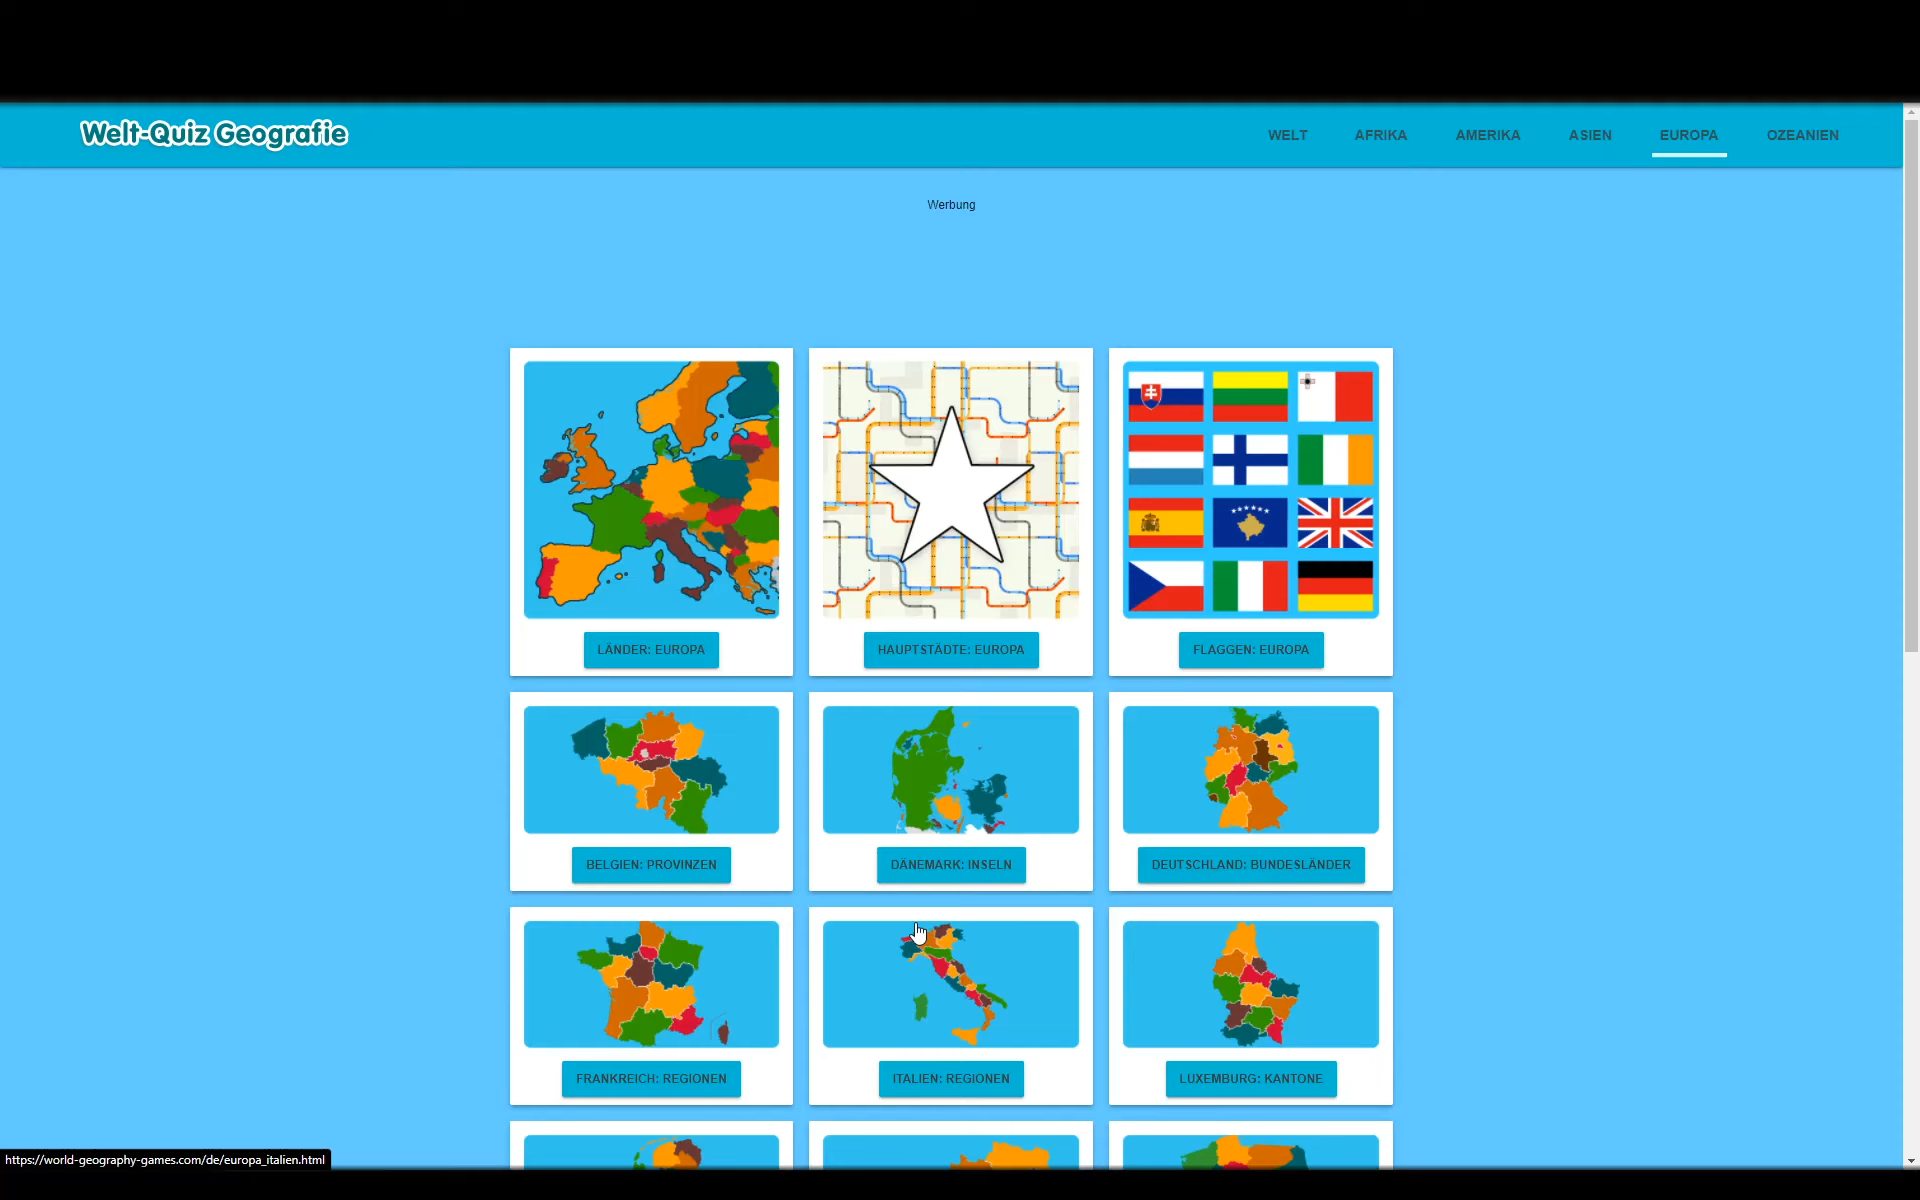 Welt-Quiz Geografie
WELT
AFRIKA
AMERIKA
ASIEN
EUROPA
OZEANIEN
Werbung
LÄNDER: EUROPA
HAUPTSTÄDTE: EUROPA
FLAGGEN: EUROPA
BELGIEN: PROVINZEN
DÄNEMARK: INSELN
DEUTSCHLAND: BUNDESLÄNDER
FRANKREICH: REGIONEN
ITALIEN: REGIONEN
LUXEMBURG: KANTONE
https://world-geography-games.com/de/europa_italien.html